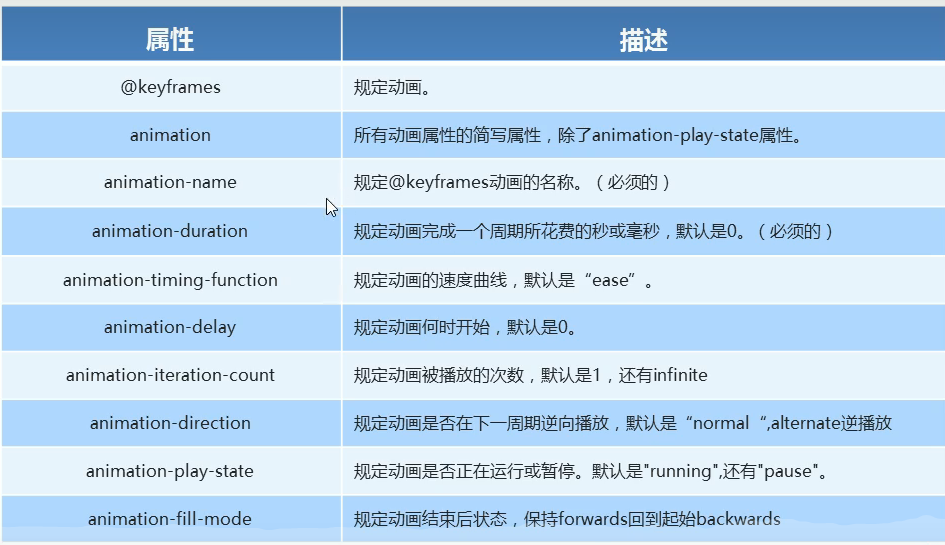 属性 描述
@keyframes 规定动画。
animation 所有动画属性的简写属性，除了animation-play-state属性。
animation-name 规定@keyframes动画的名称。（必须的）
animation-duration 规定动画完成一个周期所花费的秒或毫秒，默认是0。（必须的）
animation-timing-function 规定动画的速度曲线，默认是“ease”。
animation-delay 规定动画何时开始，默认是0。
animation-iteration-count 规定动画被播放的次数，默认是1，还有infinite
animation-direction 规定动画是否在下一周期逆向播放，默认是“normal “,alternate逆播放
animation-play-state 规定动画是否正在运行或暂停。默认是"running",还有"pause"。
animation-fill-mode 规定动画结束后状态，保持forwards回到起始backwards